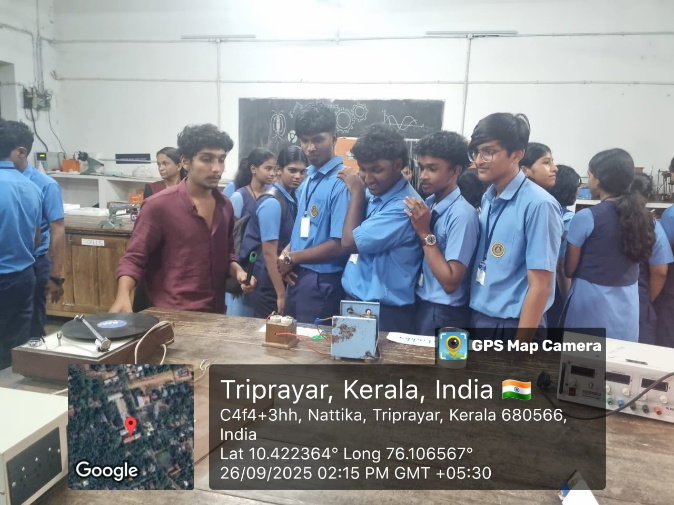 GPS Map Camera
Triprayar, Kerala, India 🇮🇳
C4f4+3hh, Nattika, Triprayar, Kerala 680566,
India
Lat 10.422364° Long 76.106567°
26/09/2025 02:15 PM GMT +05:30
Google